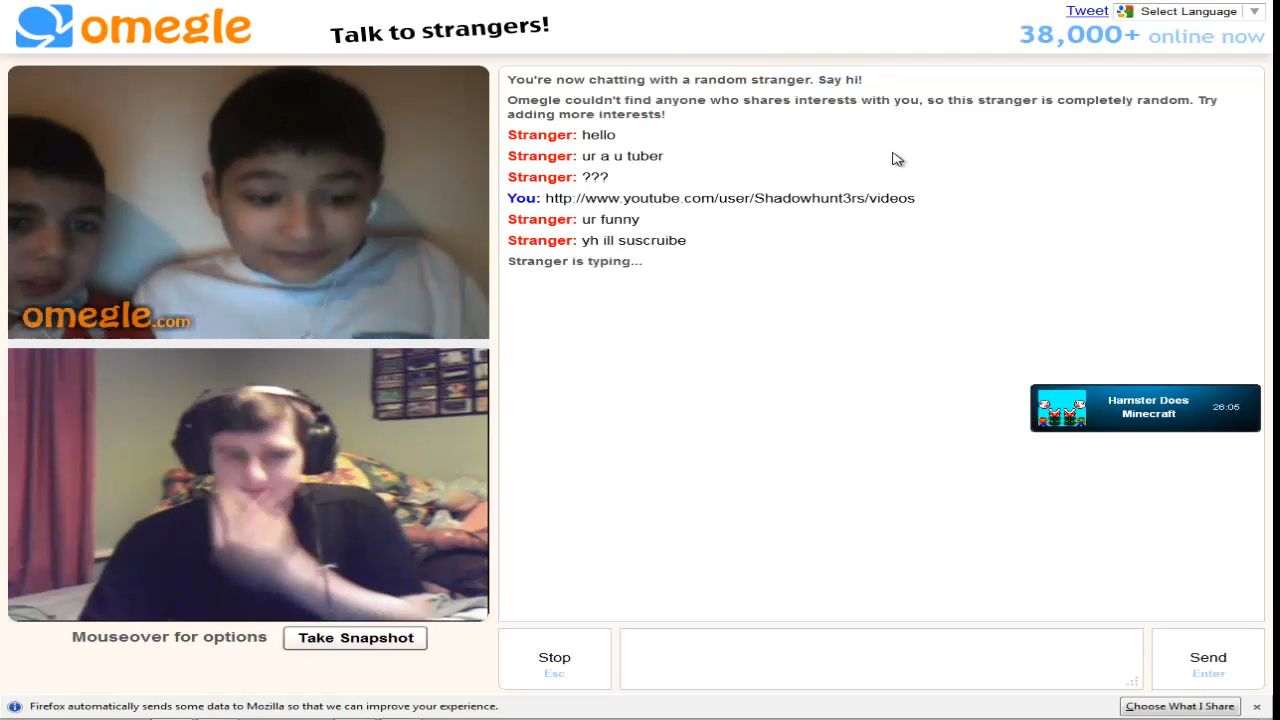 omegle
Talk to strangers!
Tweet
Select Language
38,000+ online now
You're now chatting with a random stranger. Say hi!
Omegle couldn't find anyone who shares interests with you, so this stranger is completely random. Try
adding more interests!
Stranger: hello
Stranger: ur a u tuber
Stranger: ???
You: http://www.youtube.com/user/Shadowhunt3rs/videos
Stranger: ur funny
Stranger: yh ill suscruibe
Stranger is typing...
omegle.com
Hamster Does
Minecraft
26:05
Mouseover for options
Take Snapshot
Stop
Esc
Send
Enter
Firefox automatically sends some data to Mozilla so that we can improve your experience.
Choose What I Share